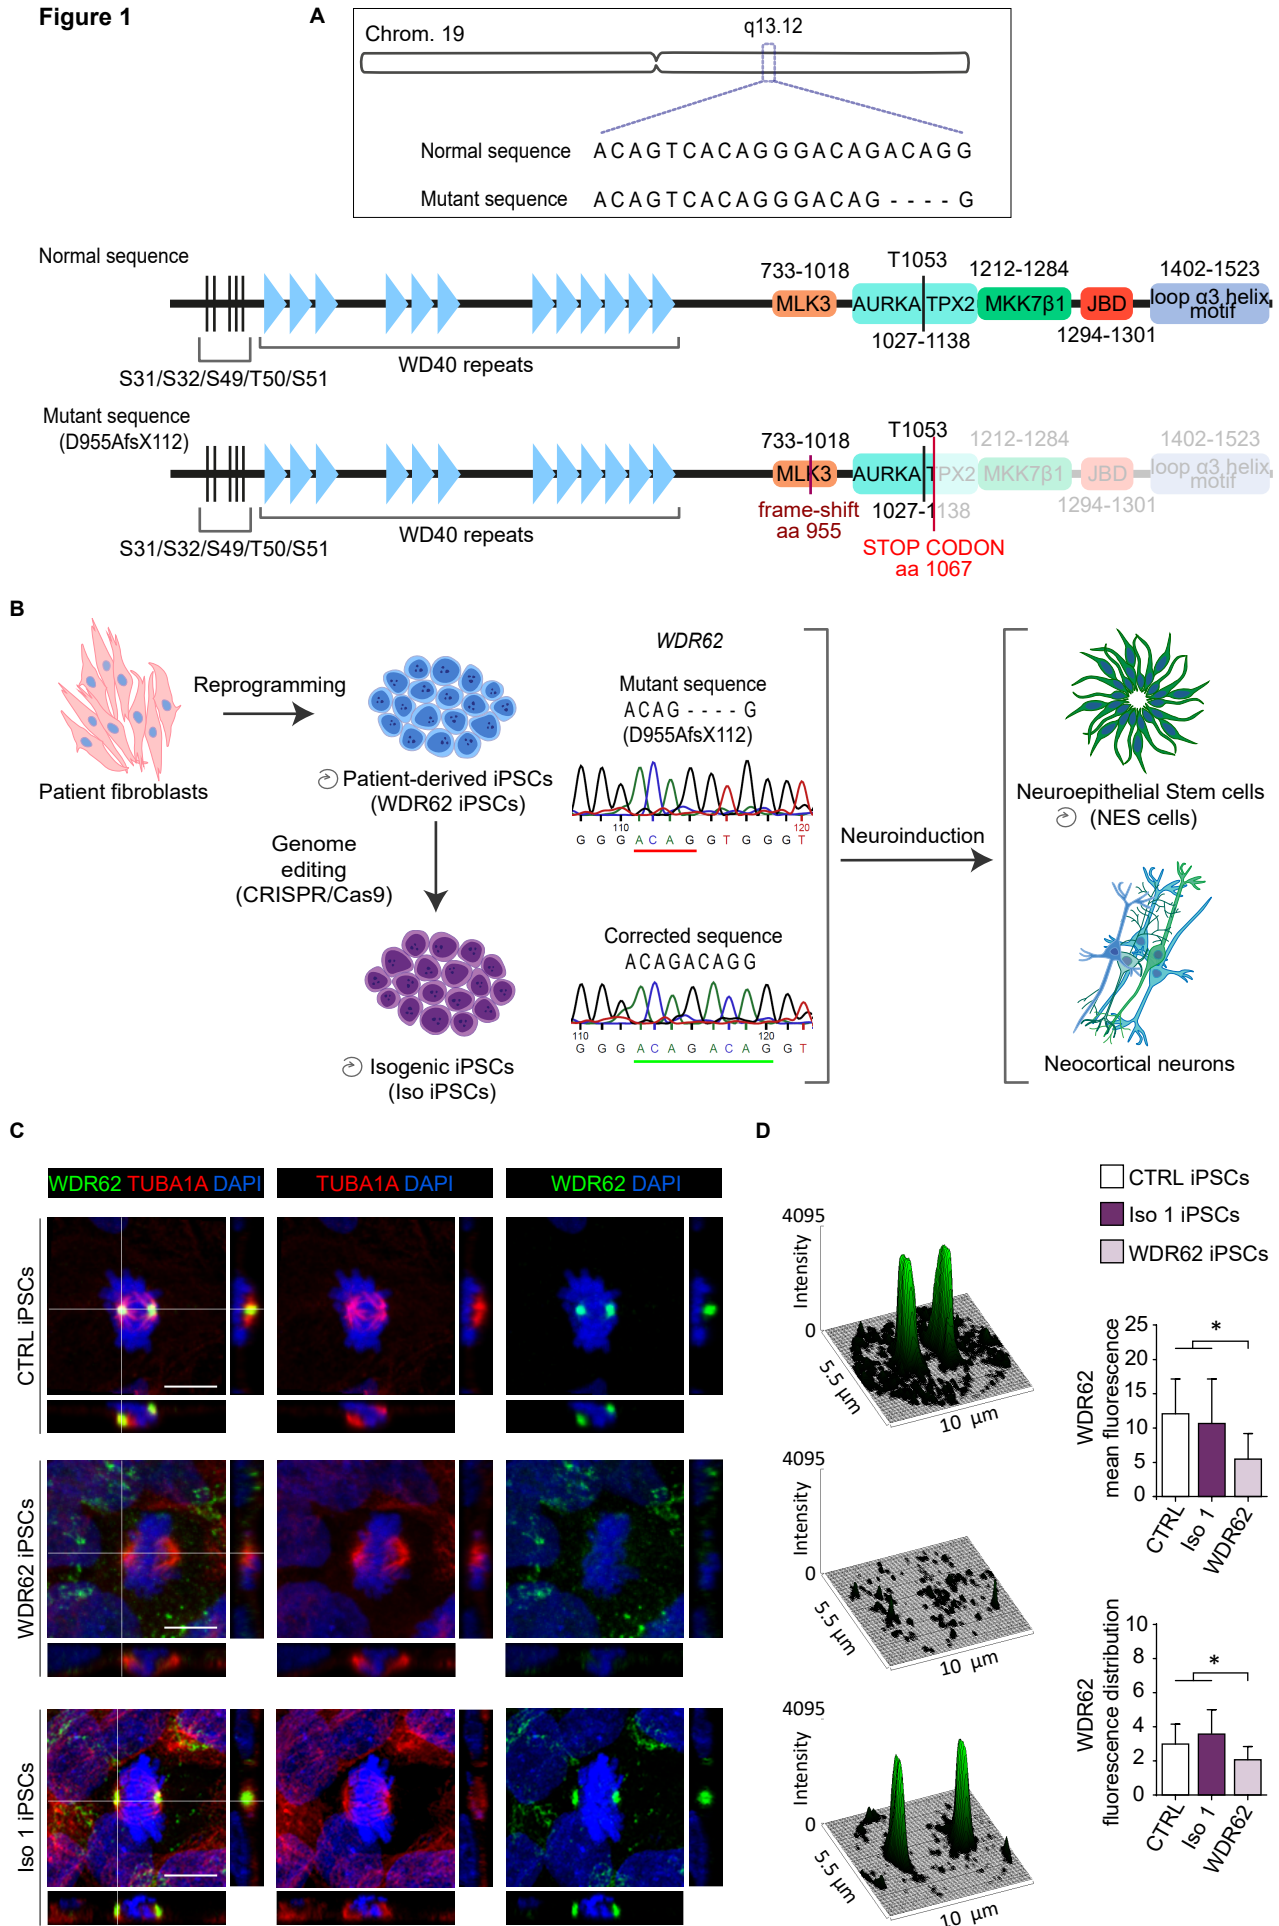 Figure 1
A
Chrom. 19
q13.12
Normal sequence ACAGTCACAGGGACAGACAGG
Mutant sequence ACAGTCACAGGGACAG - - - - G
Normal sequence
733-1018
T1053
1212-1284
1402-1523
MLK3
AURKA TPX2
MKK7β1
JBD
loop α3 helix
motif
1027-1138
1294-1301
WD40 repeats
S31/S32/S49/T50/S51
Mutant sequence
(D955AfsX112)
733-1018
T1053
1212-1284
1402-1523
MLK3
AURKA TPX2
MKK7β1
JBD
loop α3 helix
motif
frame-shift
aa 955
1027-1138
1294-1301
WD40 repeats
S31/S32/S49/T50/S51
STOP CODON
aa 1067
B
Patient fibroblasts
Reprogramming
Patient-derived iPSCs
(WDR62 iPSCs)
Genome
editing
(CRISPR/Cas9)
Isogenic iPSCs
(Iso iPSCs)
WDR62
Mutant sequence
ACAG - - - - G
(D955AfsX112)
110 120
G G G A C A G G T G G G T
Corrected sequence
ACAGACAGG
110 120
G G G A C A G A C A G G T
Neuroinduction
Neuroepithelial Stem cells
(NES cells)
Neocortical neurons
C
WDR62 TUBA1A DAPI
TUBA1A DAPI
WDR62 DAPI
CTRL iPSCs
WDR62 iPSCs
Iso 1 iPSCs
D
4095
Intensity
0
5.5 µm
10 µm
4095
Intensity
0
5.5 µm
10 µm
4095
Intensity
0
5.5 µm
10 µm
CTRL iPSCs
Iso 1 iPSCs
WDR62 iPSCs
WDR62
mean fluorescence
25
20
15
10
5
0
*
CTRL
Iso 1
WDR62
WDR62
fluorescence distribution
10
8
6
4
2
0
*
CTRL
Iso 1
WDR62